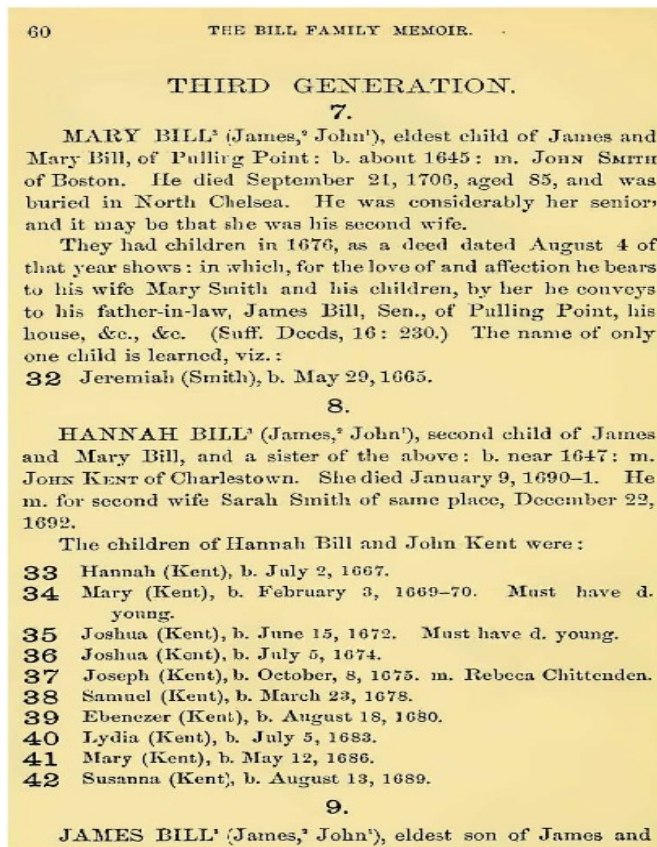 60 THE BILL FAMILY MEMOIR.
THIRD GENERATION.
7.
MARY BILL³ (James,² John¹), eldest child of James and
Mary Bill, of Pulling Point: b. about 1645: m. JOHN SMITH
of Boston. He died September 21, 1706, aged 85, and was
buried in North Chelsea. He was considerably her senior,
and it may be that she was his second wife.
They had children in 1676, as a deed dated August 4 of
that year shows: in which, for the love of and affection he bears
to his wife Mary Smith and his children, by her he conveys
to his father-in-law, James Bill, Sen., of Pulling Point, his
house, &c., &c. (Suff. Deeds, 16: 230.) The name of only
one child is learned, viz.:
32 Jeremiah (Smith), b. May 29, 1665.
8.
HANNAH BILL³ (James,² John¹), second child of James
and Mary Bill, and a sister of the above: b. near 1647: m.
JOHN KENT of Charlestown. She died January 9, 1690–1. He
m. for second wife Sarah Smith of same place, December 22,
1692.
The children of Hannah Bill and John Kent were:
33 Hannah (Kent), b. July 2, 1667.
34 Mary (Kent), b. February 3, 1669–70. Must have d.
young.
35 Joshua (Kent), b. June 15, 1672. Must have d. young.
36 Joshua (Kent), b. July 5, 1674.
37 Joseph (Kent), b. October, 8, 1675. m. Rebeca Chittenden.
38 Samuel (Kent), b. March 23, 1678.
39 Ebenezer (Kent), b. August 18, 1680.
40 Lydia (Kent), b. July 5, 1683.
41 Mary (Kent), b. May 12, 1686.
42 Susanna (Kent), b. August 13, 1689.
9.
JAMES BILL³ (James,² John¹), eldest son of James and